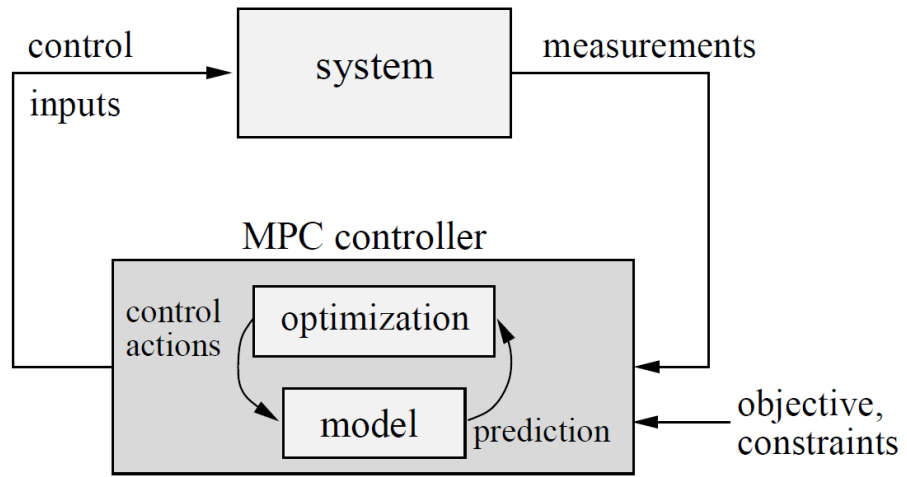 control
inputs
system
measurements
MPC controller
control
actions
optimization
model
prediction
objective,
constraints